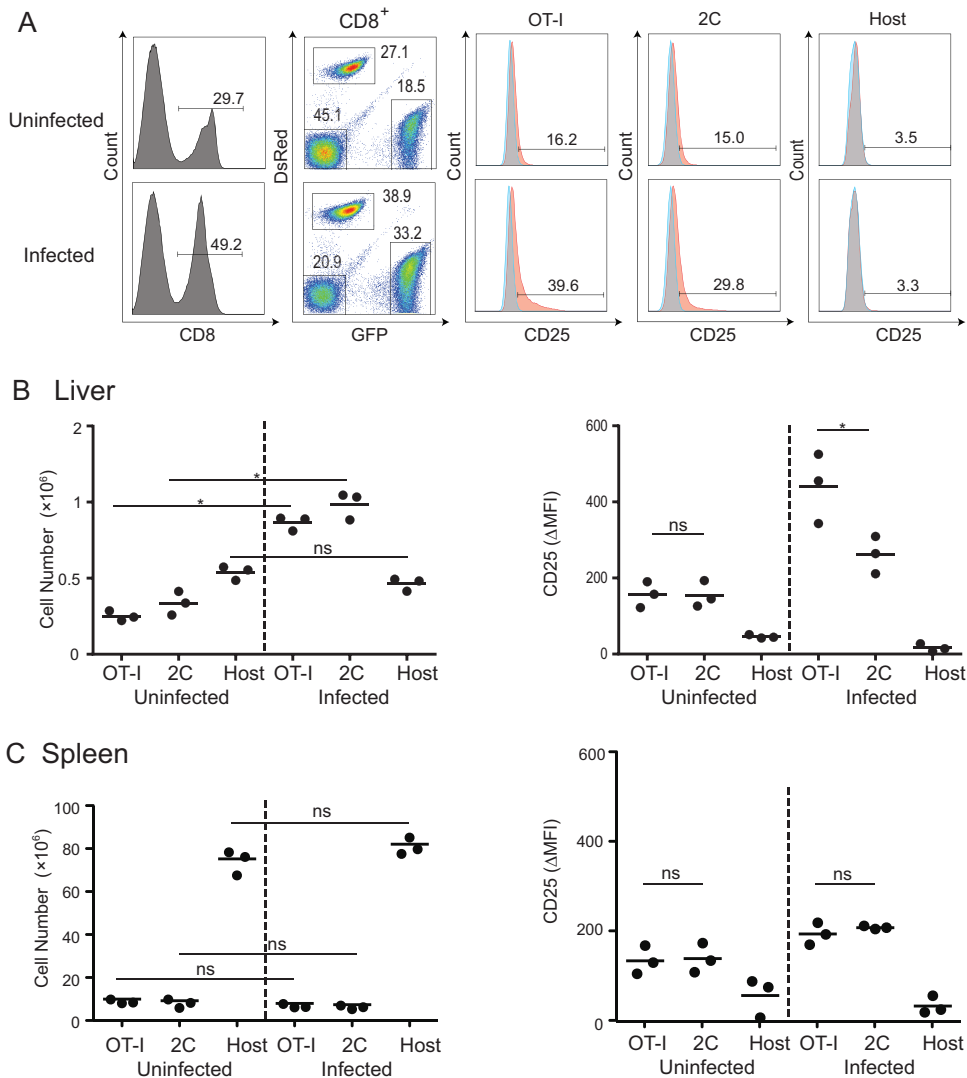 A
CD8+
OT-I
2C
Host
Uninfected
Count
29.7
DsRed
27.1
18.5
45.1
Count
16.2
Count
15.0
Count
3.5
Infected
49.2
38.9
33.2
20.9
39.6
29.8
3.3
CD8
GFP
CD25
CD25
CD25
B Liver
Cell Number (×106)
2
1
0.5
0
*
*
ns
OT-I 2C Host OT-I 2C Host
Uninfected Infected
CD25 (ΔMFI)
600
400
200
0
ns
*
OT-I 2C Host OT-I 2C Host
Uninfected Infected
C Spleen
Cell Number (×106)
100
80
60
40
20
0
ns
ns
ns
OT-I 2C Host OT-I 2C Host
Uninfected Infected
CD25 (ΔMFI)
600
400
200
0
ns
ns
OT-I 2C Host OT-I 2C Host
Uninfected Infected